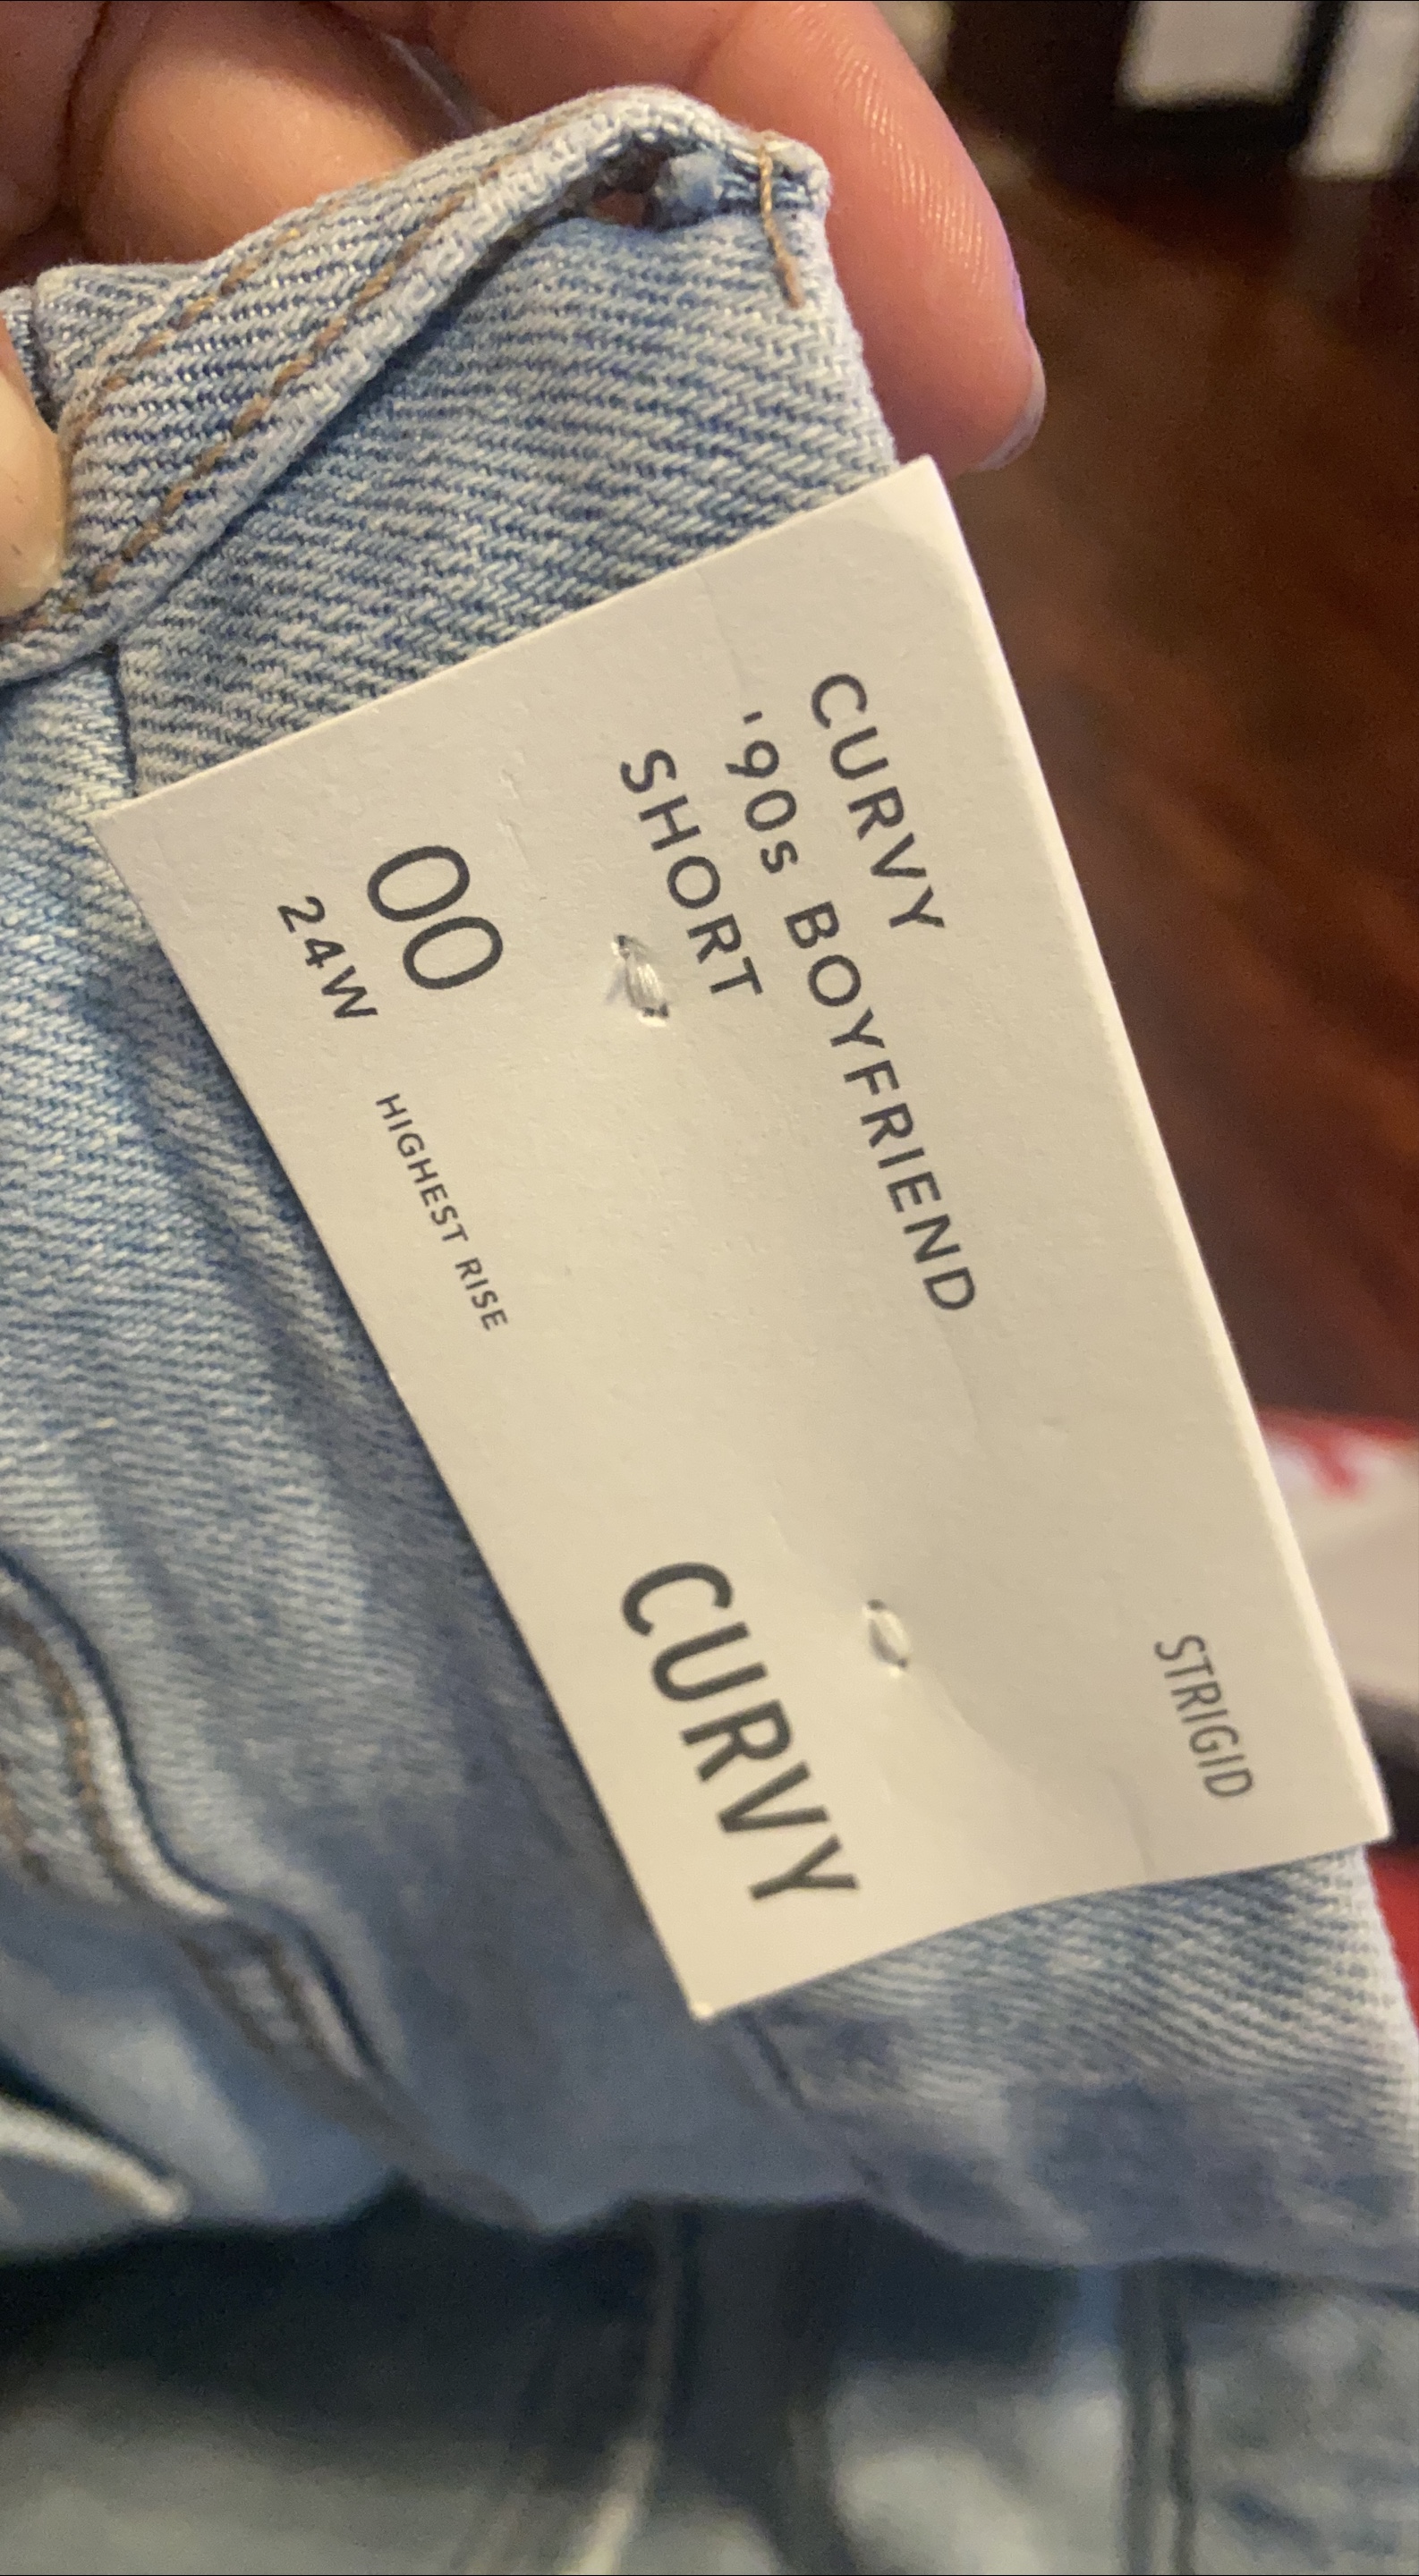 STRIGID
CURVY
'90s BOYFRIEND
SHORT
00
24W
HIGHEST RISE
CURVY